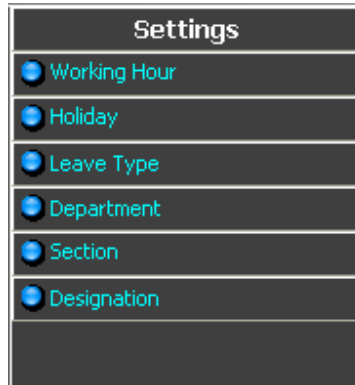 Settings
Working Hour
Holiday
Leave Type
Department
Section
Designation